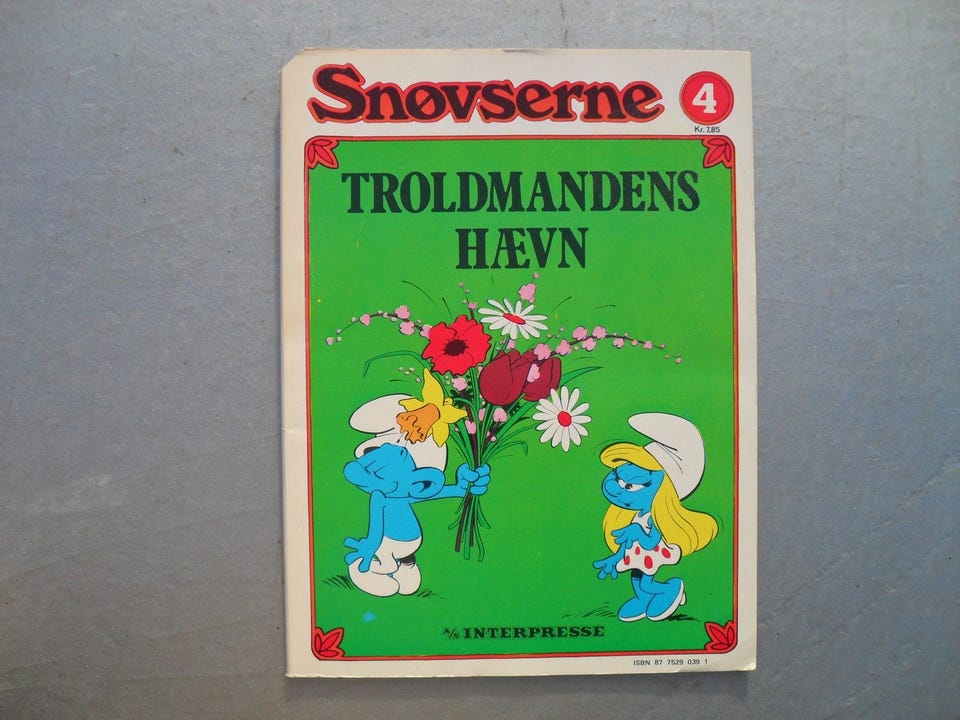 Snøvserne
4
Kr. 7.85
TROLDMANDENS
HÆVN
A/S INTERPRESSE
ISBN 87 7529 039 1